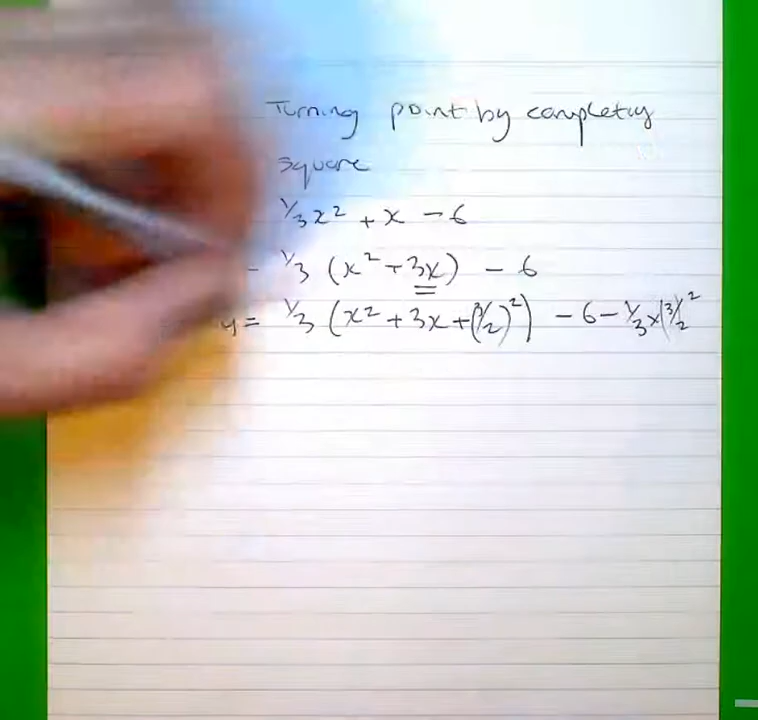 Turning point by completing
square
1/3x² + x - 6
- 1/3 (x² + 3x) - 6
y = 1/3 (x² + 3x + (3/2)²) - 6 - 1/3 x (3/2)²